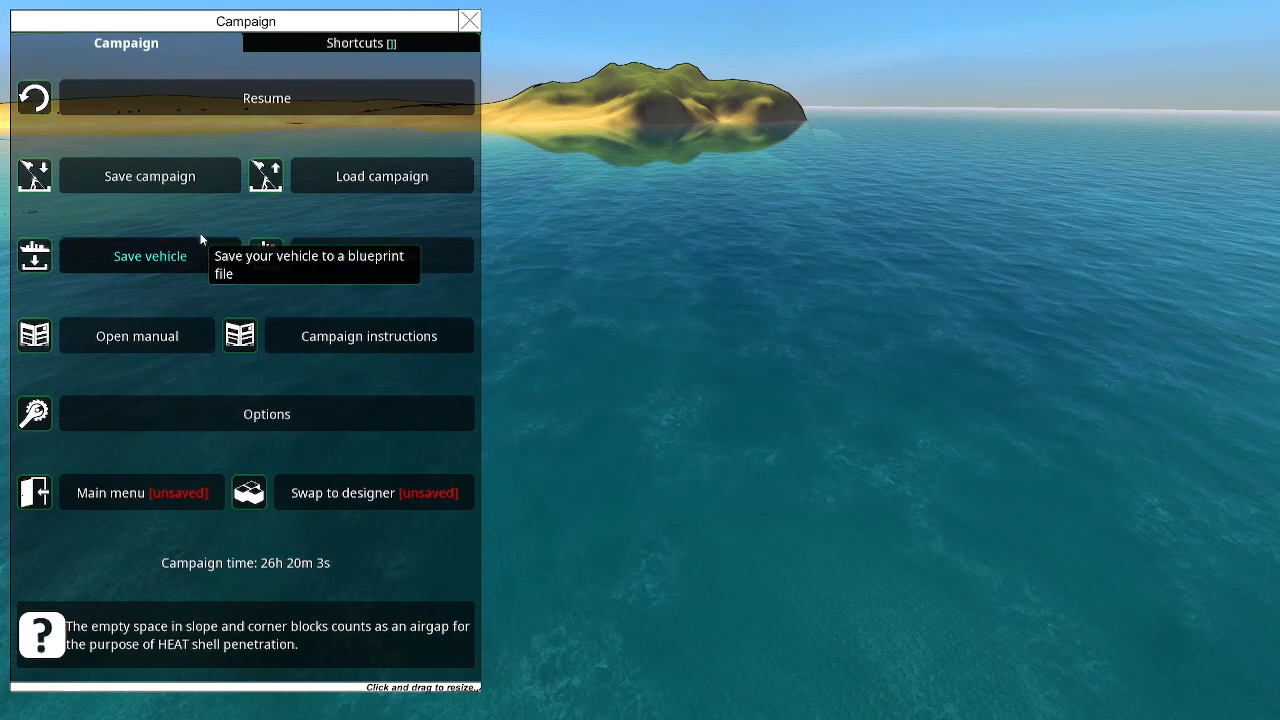 Campaign
Campaign
Shortcuts []]
Resume
Save campaign
Load campaign
Save vehicle
Save your vehicle to a blueprint
file
Open manual
Campaign instructions
Options
Main menu [unsaved]
Swap to designer [unsaved]
Campaign time: 26h 20m 3s
?
The empty space in slope and corner blocks counts as an airgap for
the purpose of HEAT shell penetration.
Click and drag to resize..